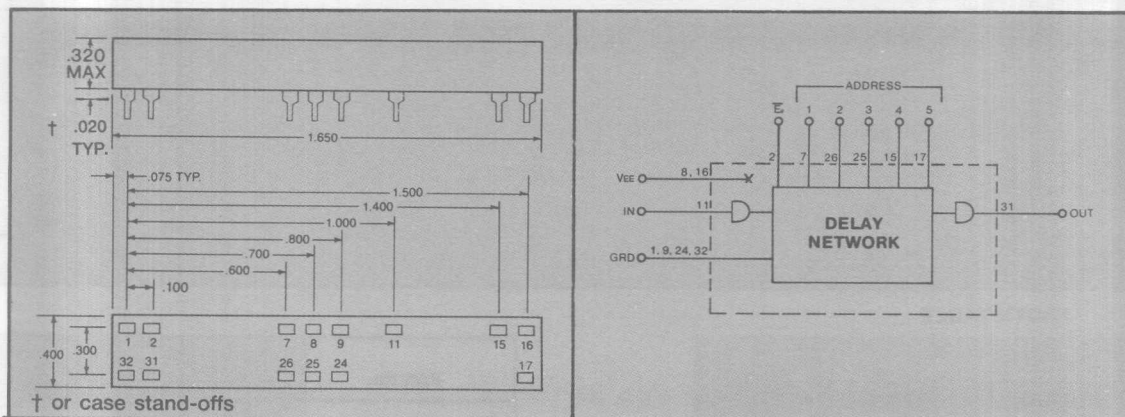 .320
MAX
†
.020
TYP.
1.650
.075 TYP.
1.500
1.400
1.000
.800
.700
.600
.100
.400
.300
1 2 7 8 9 11 15 16
32 31 26 25 24 17
† or case stand-offs
ADDRESS
E 1 2 3 4 5
2 7 26 25 15 17
VEE 8, 16
IN 11
DELAY
NETWORK
31 OUT
GRD 1, 9, 24, 32